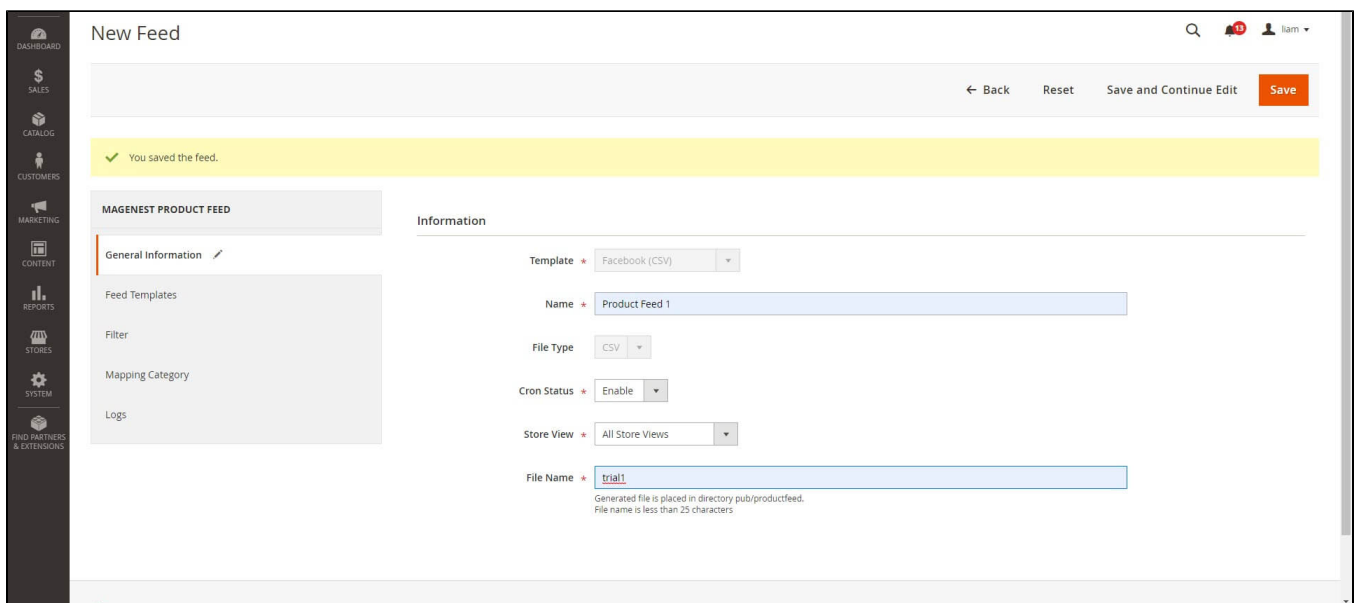 New Feed
13
liam
DASHBOARD
SALES
CATALOG
CUSTOMERS
MARKETING
CONTENT
REPORTS
STORES
SYSTEM
FIND PARTNERS
& EXTENSIONS
← Back Reset Save and Continue Edit Save
You saved the feed.
MAGENEST PRODUCT FEED
General Information
Feed Templates
Filter
Mapping Category
Logs
Information
Template * Facebook (CSV)
Name * Product Feed 1
File Type CSV
Cron Status * Enable
Store View * All Store Views
File Name * trial1
Generated file is placed in directory pub/productfeed.
File name is less than 25 characters